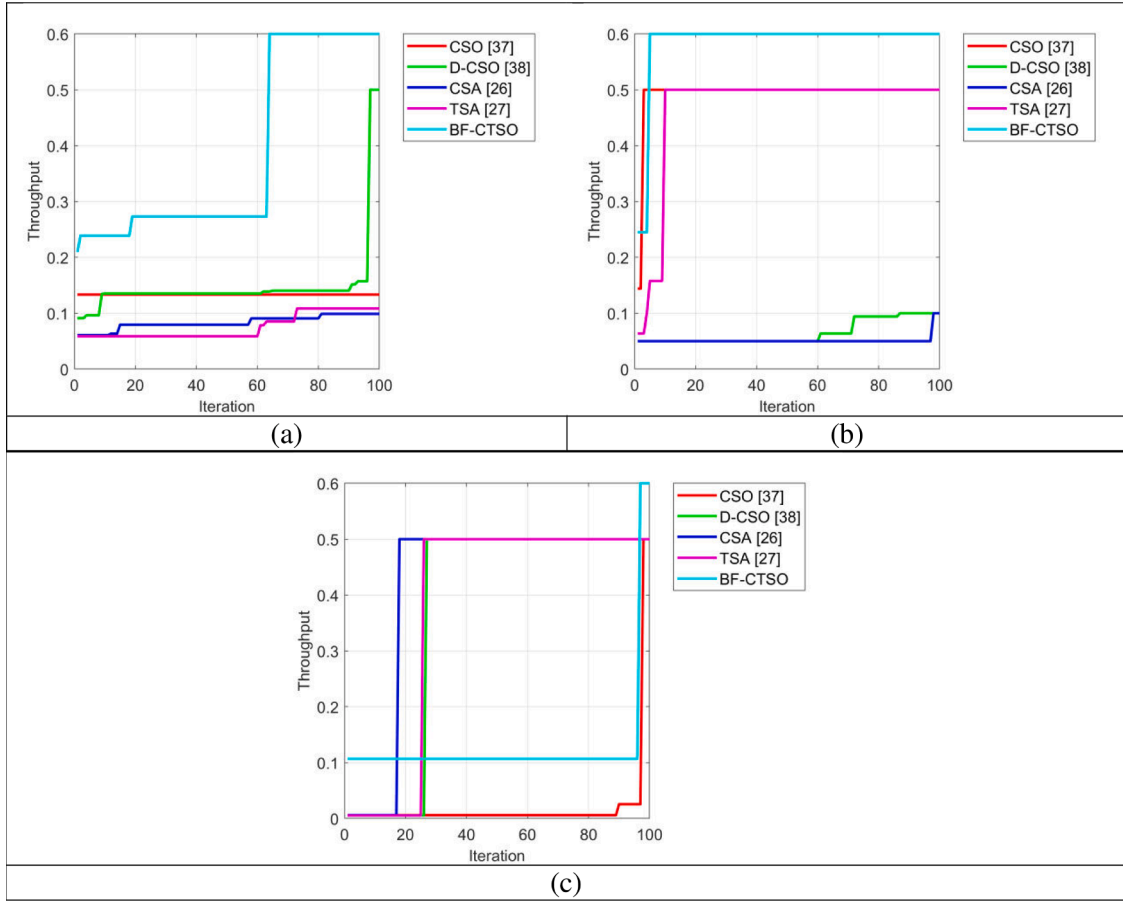 0.6
0.5
0.4
0.3
0.2
0.1
0
Throughput
0 20 40 60 80 100
Iteration
CSO [37]
D-CSO [38]
CSA [26]
TSA [27]
BF-CTSO
(a)
0.6
0.5
0.4
0.3
0.2
0.1
0
Throughput
0 20 40 60 80 100
Iteration
CSO [37]
D-CSO [38]
CSA [26]
TSA [27]
BF-CTSO
(b)
0.6
0.5
0.4
0.3
0.2
0.1
0
Throughput
0 20 40 60 80 100
Iteration
CSO [37]
D-CSO [38]
CSA [26]
TSA [27]
BF-CTSO
(c)